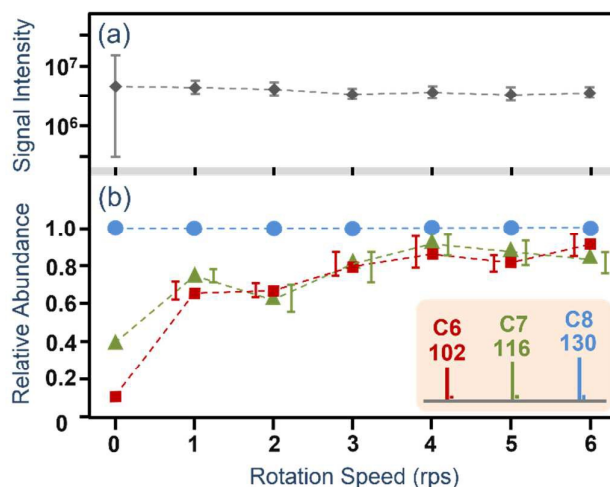 (a)
Signal Intensity
10⁷
10⁶
(b)
Relative Abundance
1.0
0.8
0.6
0.4
0.2
0
C6 C7 C8
102 116 130
0 1 2 3 4 5 6
Rotation Speed (rps)